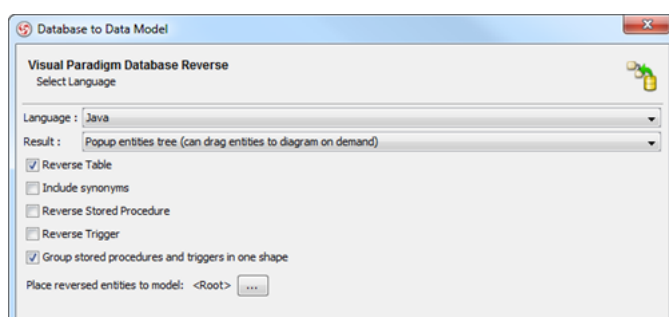 Database to Data Model
Visual Paradigm Database Reverse
Select Language
Language : Java
Result : Popup entities tree (can drag entities to diagram on demand)
Reverse Table
Include synonyms
Reverse Stored Procedure
Reverse Trigger
Group stored procedures and triggers in one shape
Place reversed entities to model: <Root> ...